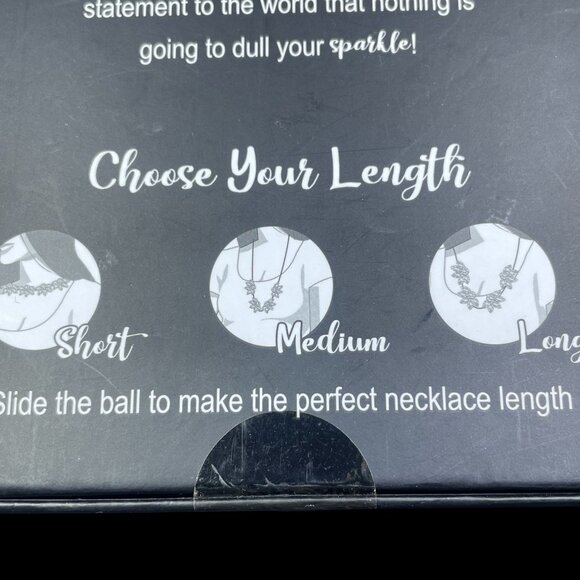 statement to the world that nothing is
going to dull your sparkle!
Choose Your Length
Short
Medium
Long
Slide the ball to make the perfect necklace length